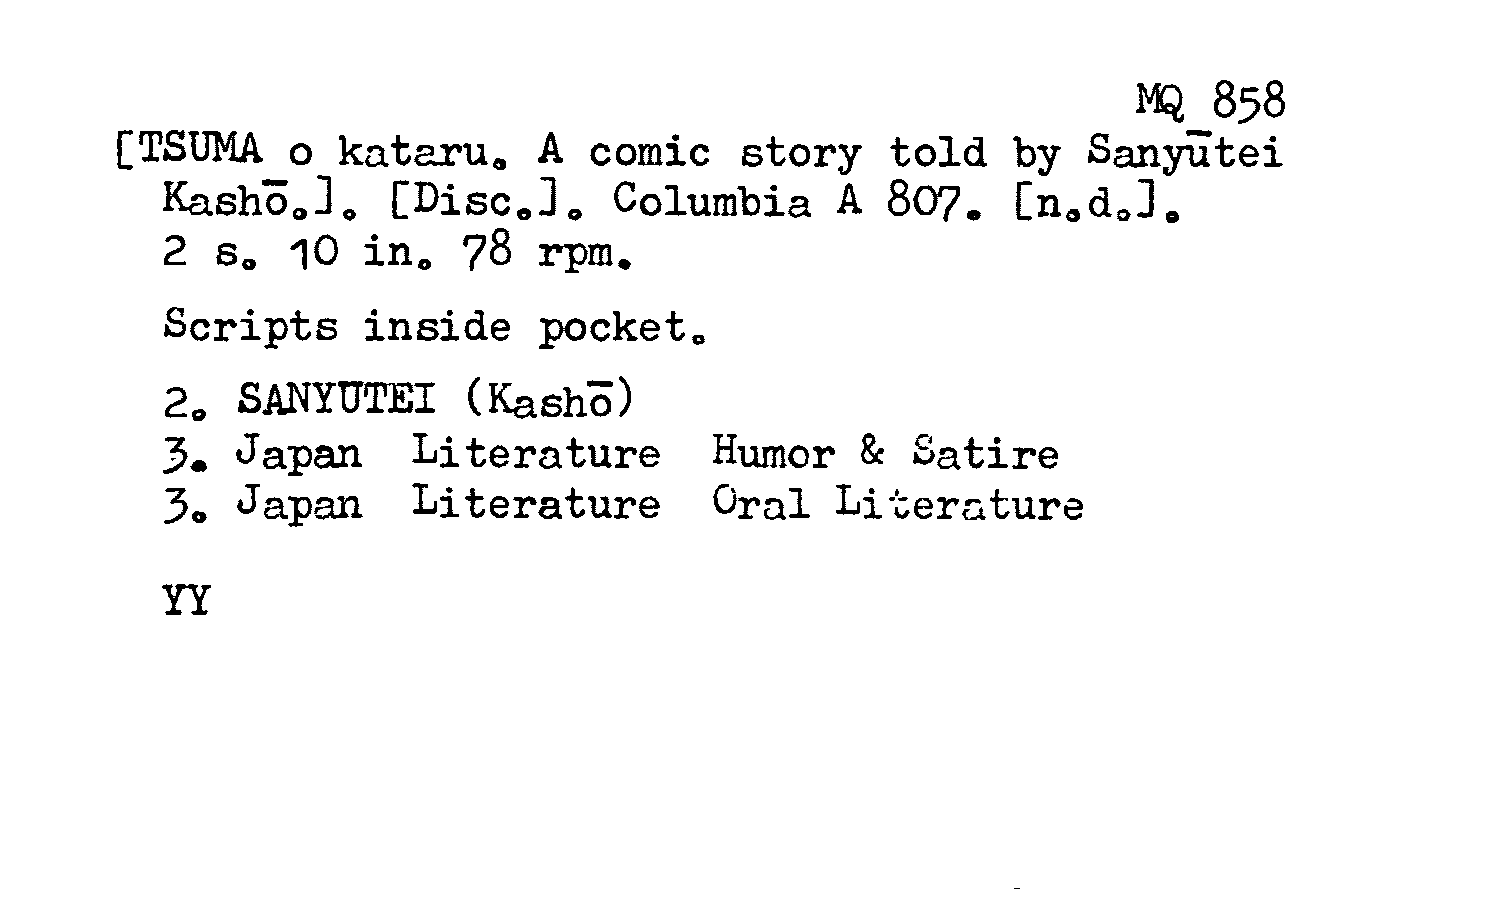 MQ 858
[TSUMA o kataru. A comic story told by Sanyūtei
Kashō.]. [Disc.]. Columbia A 807. [n.d.].
2 s. 10 in. 78 rpm.
Scripts inside pocket.
2. SANYŪTEI (Kashō)
3. Japan Literature Humor & Satire
3. Japan Literature Oral Literature
YY